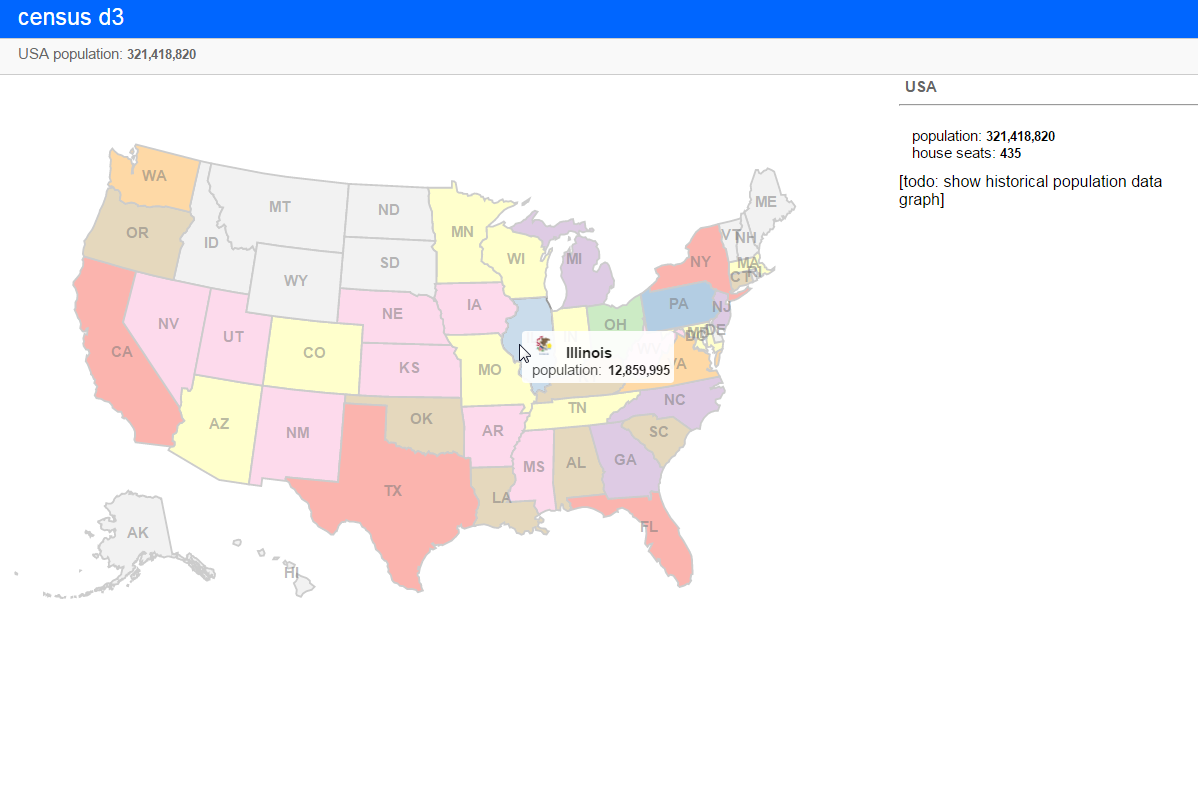 census d3
USA population: 321,418,820
USA
population: 321,418,820
house seats: 435
[todo: show historical population data
graph]
WA
MT
ND
ME
OR
ID
MN
VT
NH
WI
MI
NY
SD
MA
RI
CT
WY
IA
PA
NJ
NE
NV
OH
DE
UT
DC
CA
CO
Illinois
population: 12,859,995
WV
VA
KS
MO
NC
TN
AZ
NM
OK
AR
SC
MS
AL
GA
TX
LA
FL
AK
HI